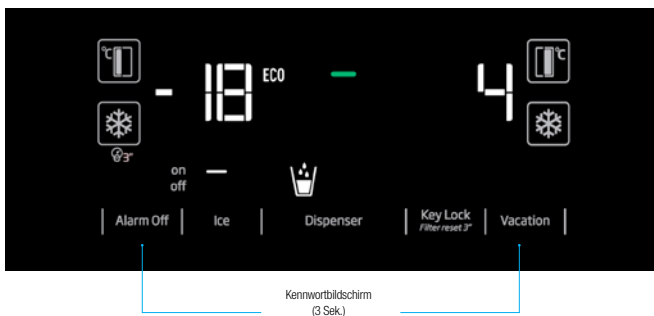 °C °C
-18 ECO 4
3"
on
off
Alarm Off Ice Dispenser Key Lock Vacation
Filter reset 3"
Kennwortbildschirm
(3 Sek.)